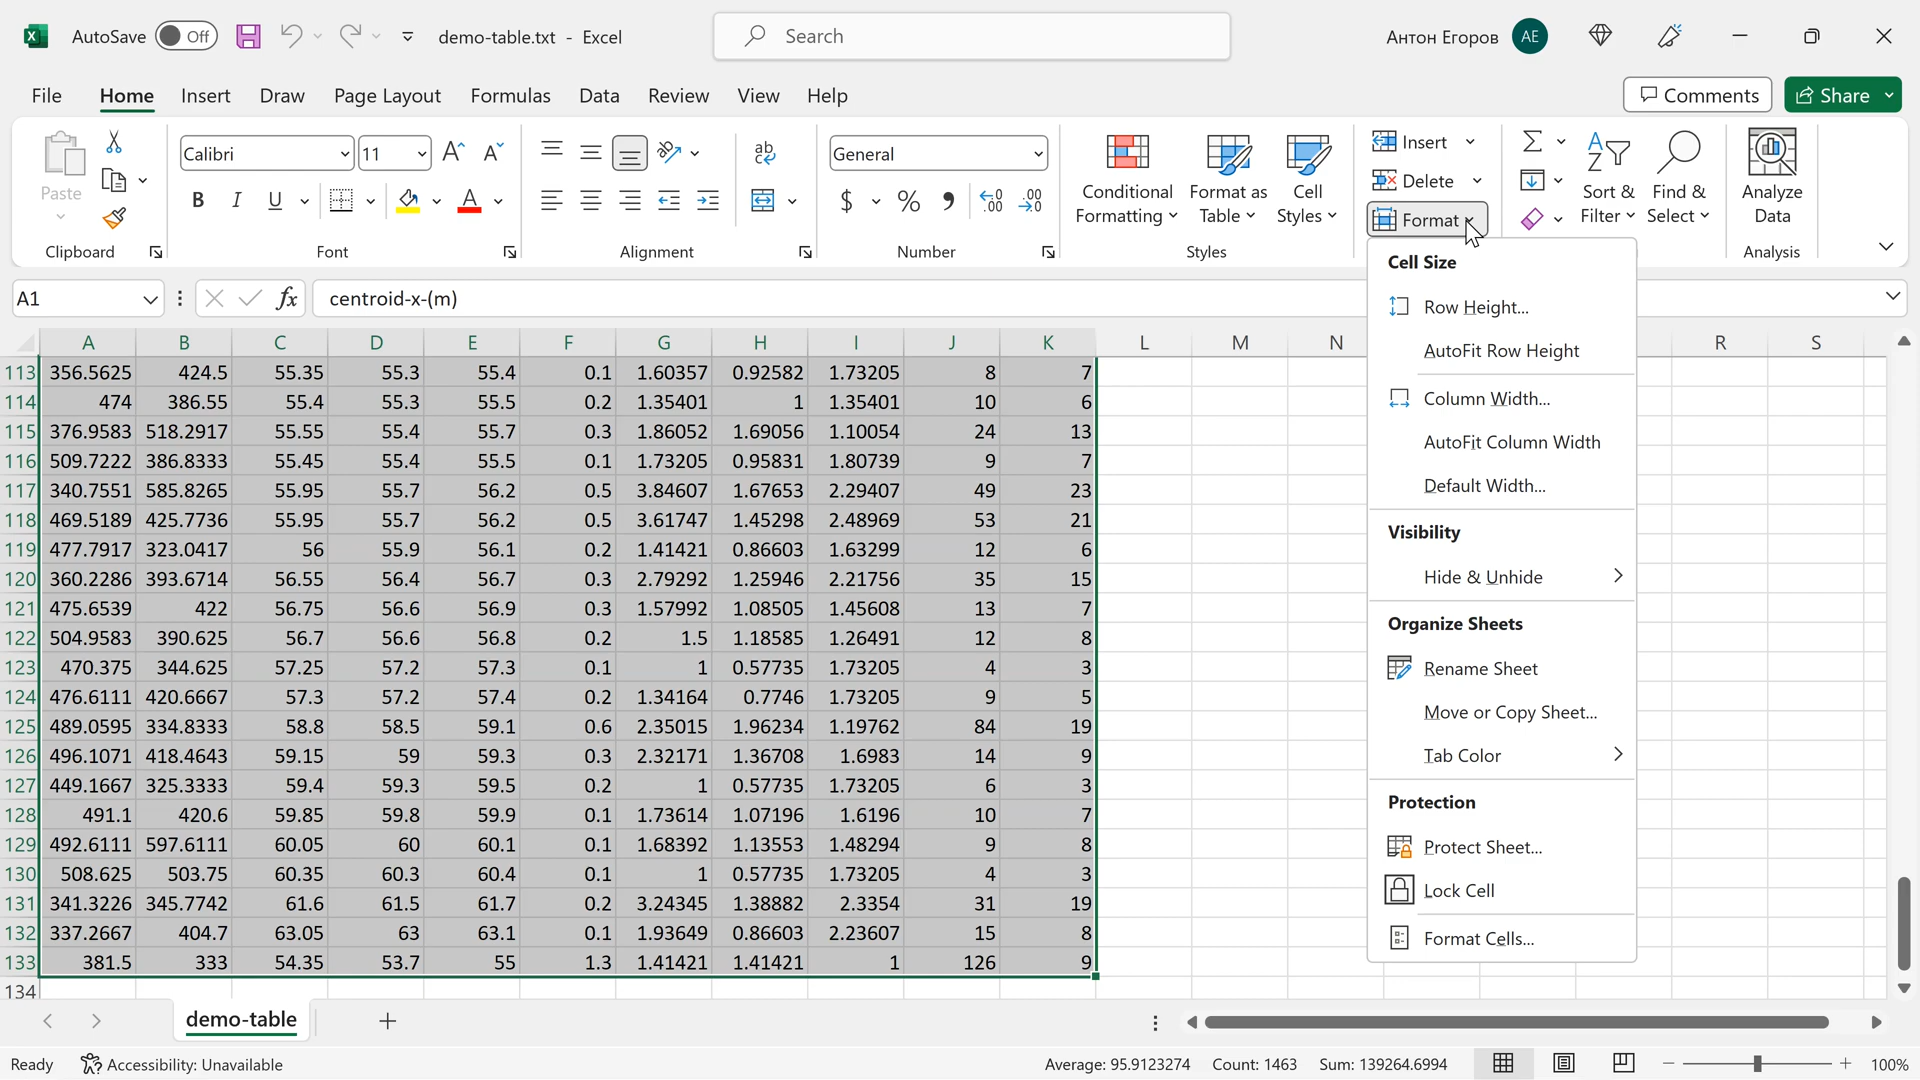 AutoSave Off demo-table.txt - Excel Search Антон Егоров AE
File Home Insert Draw Page Layout Formulas Data Review View Help Comments Share
Paste
Clipboard
Calibri 11
B I U
Font
Alignment
General
$ % 9
Number
Conditional Formatting
Format as Table
Cell Styles
Styles
Insert
Delete
Format
Sort & Filter
Find & Select
Analyze Data
Analysis
A1 fx centroid-x-(m)
Cell Size
Row Height...
AutoFit Row Height
Column Width...
AutoFit Column Width
Default Width...
Visibility
Hide & Unhide
Organize Sheets
Rename Sheet
Move or Copy Sheet...
Tab Color
Protection
Protect Sheet...
Lock Cell
Format Cells...
A B C D E F G H I J K L M N R S
113 356.5625 424.5 55.35 55.3 55.4 0.1 1.60357 0.92582 1.73205 8 7
114 474 386.55 55.4 55.3 55.5 0.2 1.35401 1 1.35401 10 6
115 376.9583 518.2917 55.55 55.4 55.7 0.3 1.86052 1.69056 1.10054 24 13
116 509.7222 386.8333 55.45 55.4 55.5 0.1 1.73205 0.95831 1.80739 9 7
117 340.7551 585.8265 55.95 55.7 56.2 0.5 3.84607 1.67653 2.29407 49 23
118 469.5189 425.7736 55.95 55.7 56.2 0.5 3.61747 1.45298 2.48969 53 21
119 477.7917 323.0417 56 55.9 56.1 0.2 1.41421 0.86603 1.63299 12 6
120 360.2286 393.6714 56.55 56.4 56.7 0.3 2.79292 1.25946 2.21756 35 15
121 475.6539 422 56.75 56.6 56.9 0.3 1.57992 1.08505 1.45608 13 7
122 504.9583 390.625 56.7 56.6 56.8 0.2 1.5 1.18585 1.26491 12 8
123 470.375 344.625 57.25 57.2 57.3 0.1 1 0.57735 1.73205 4 3
124 476.6111 420.6667 57.3 57.2 57.4 0.2 1.34164 0.7746 1.73205 9 5
125 489.0595 334.8333 58.8 58.5 59.1 0.6 2.35015 1.96234 1.19762 84 19
126 496.1071 418.4643 59.15 59 59.3 0.3 2.32171 1.36708 1.6983 14 9
127 449.1667 325.3333 59.4 59.3 59.5 0.2 1 0.57735 1.73205 6 3
128 491.1 420.6 59.85 59.8 59.9 0.1 1.73614 1.07196 1.6196 10 7
129 492.6111 597.6111 60.05 60 60.1 0.1 1.68392 1.13553 1.48294 9 8
130 508.625 503.75 60.35 60.3 60.4 0.1 1 0.57735 1.73205 4 3
131 341.3226 345.7742 61.6 61.5 61.7 0.2 3.24345 1.38882 2.3354 31 19
132 337.2667 404.7 63.05 63 63.1 0.1 1.93649 0.86603 2.23607 15 8
133 381.5 333 54.35 53.7 55 1.3 1.41421 1.41421 1 126 9
134
demo-table
Ready Accessibility: Unavailable Average: 95.9123274 Count: 1463 Sum: 139264.6994 100%